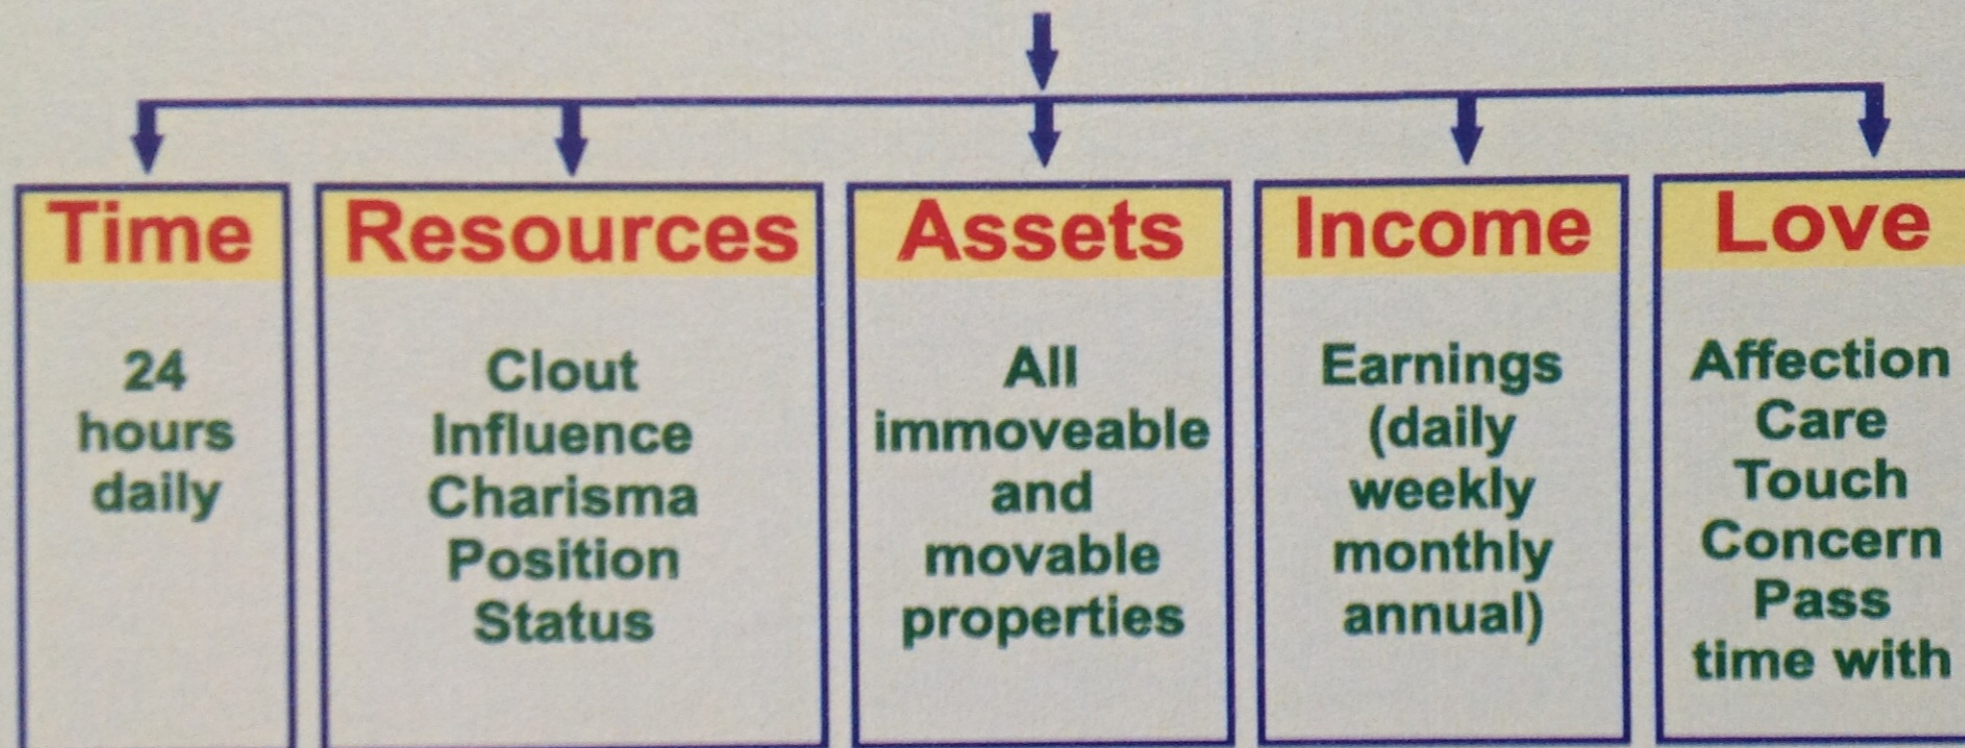 Time
24
hours
daily
Resources
Clout
Influence
Charisma
Position
Status
Assets
All
immoveable
and
movable
properties
Income
Earnings
(daily
weekly
monthly
annual)
Love
Affection
Care
Touch
Concern
Pass
time with